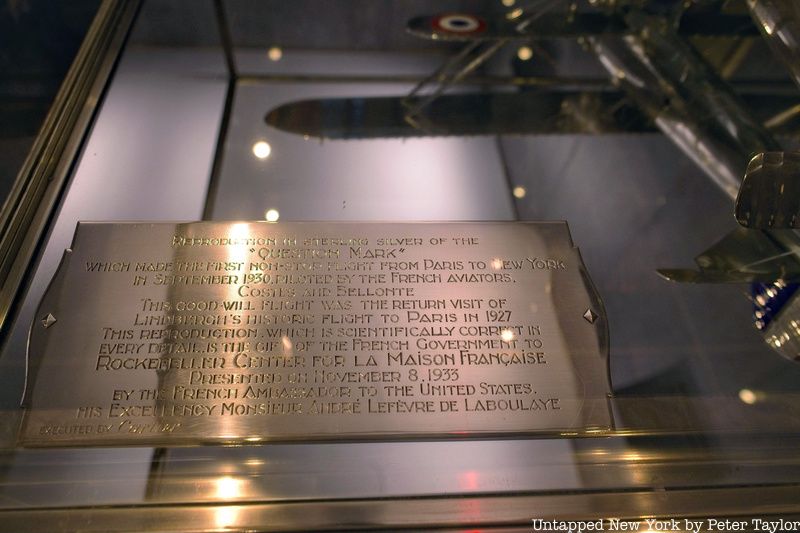 REPRODUCTION IN STERLING SILVER OF THE
"QUESTION MARK"
WHICH MADE THE FIRST NON-STOP FLIGHT FROM PARIS TO NEW YORK
IN SEPTEMBER 1930, PILOTED BY THE FRENCH AVIATORS,
COSTES AND BELLONTE
THIS GOOD-WILL FLIGHT WAS THE RETURN VISIT OF
LINDBERGH'S HISTORIC FLIGHT TO PARIS IN 1927
THIS REPRODUCTION, WHICH IS SCIENTIFICALLY CORRECT IN
EVERY DETAIL, IS THE GIFT OF THE FRENCH GOVERNMENT TO
ROCKEFELLER CENTER FOR LA MAISON FRANÇAISE
PRESENTED ON NOVEMBER 8, 1933
BY THE FRENCH AMBASSADOR TO THE UNITED STATES,
HIS EXCELLENCY MONSIEUR ANDRÉ LEFÈVRE DE LABOULAYE
EXECUTED BY Cartier
Untapped New York by Peter Taylor